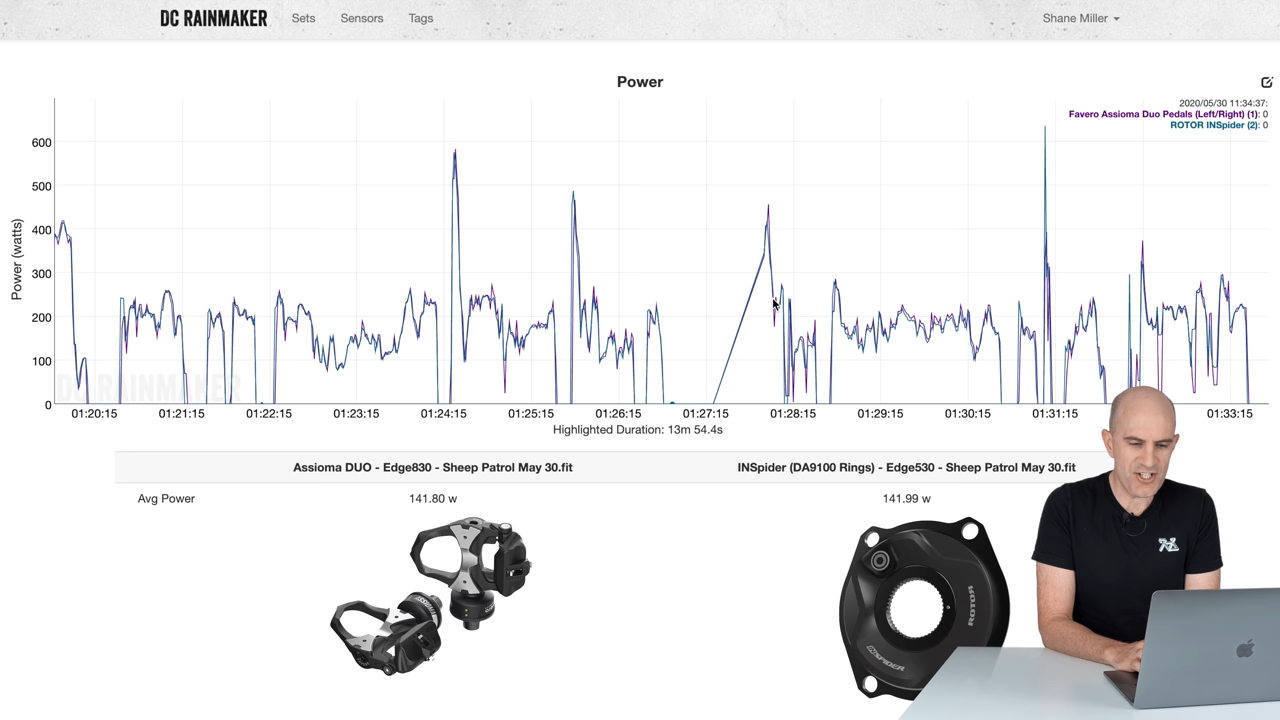 DC RAINMAKER Sets Sensors Tags Shane Miller
Power
2020/05/30 11:34:37:
Favero Assioma Duo Pedals (Left/Right) (1): 0
ROTOR INSpider (2): 0
Power (watts)
600
500
400
300
200
100
0
DC RAINMAKER
01:20:15 01:21:15 01:22:15 01:23:15 01:24:15 01:25:15 01:26:15 01:27:15 01:28:15 01:29:15 01:30:15 01:31:15 01:33:15
Highlighted Duration: 13m 54.4s
Assioma DUO - Edge830 - Sheep Patrol May 30.fit INSpider (DA9100 Rings) - Edge530 - Sheep Patrol May 30.fit
Avg Power 141.80 w 141.99 w
ASSIOMA
ROTOR
INSPIDER